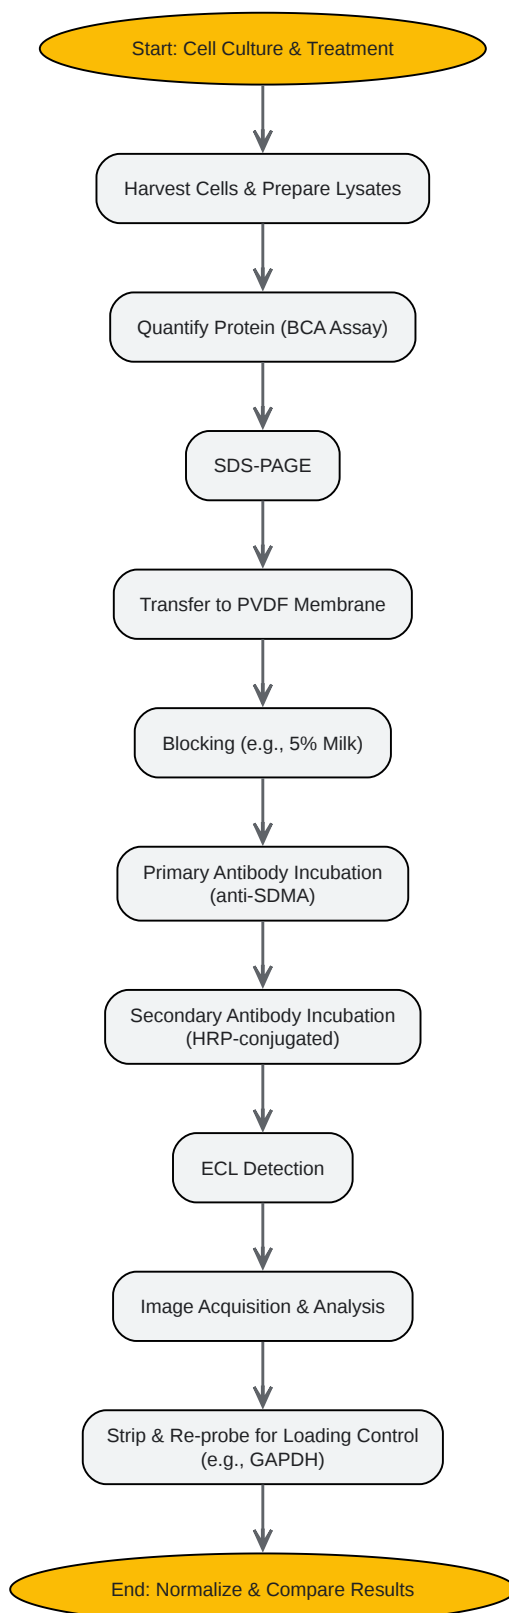 Start: Cell Culture & Treatment
Harvest Cells & Prepare Lysates
Quantify Protein (BCA Assay)
SDS-PAGE
Transfer to PVDF Membrane
Blocking (e.g., 5% Milk)
Primary Antibody Incubation
(anti-SDMA)
Secondary Antibody Incubation
(HRP-conjugated)
ECL Detection
Image Acquisition & Analysis
Strip & Re-probe for Loading Control
(e.g., GAPDH)
End: Normalize & Compare Results